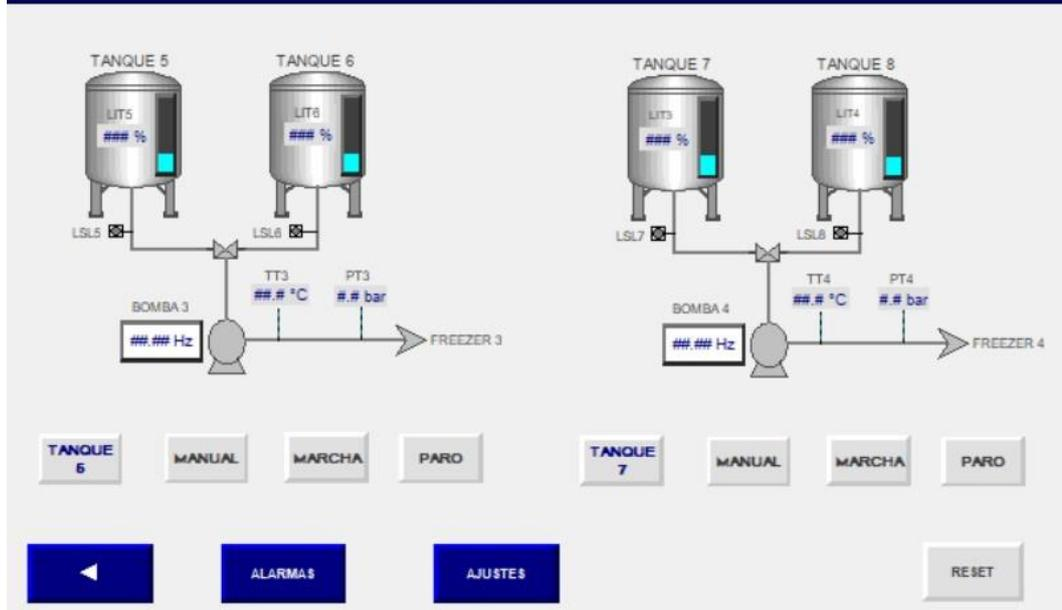 TANQUE 5
TANQUE 6
TANQUE 7
TANQUE 8
LIT5
LIT6
LIT3
LIT4
### %
### %
### %
### %
LSL5
LSL6
LSL7
LSL8
TT3
PT3
TT4
PT4
##.# °C
#.# bar
##.# °C
#.# bar
BOMBA 3
BOMBA 4
##.## Hz
FREEZER 3
##.## Hz
FREEZER 4
TANQUE
5
MANUAL
MARCHA
PARO
TANQUE
7
MANUAL
MARCHA
PARO
ALARMAS
AJUSTES
RESET